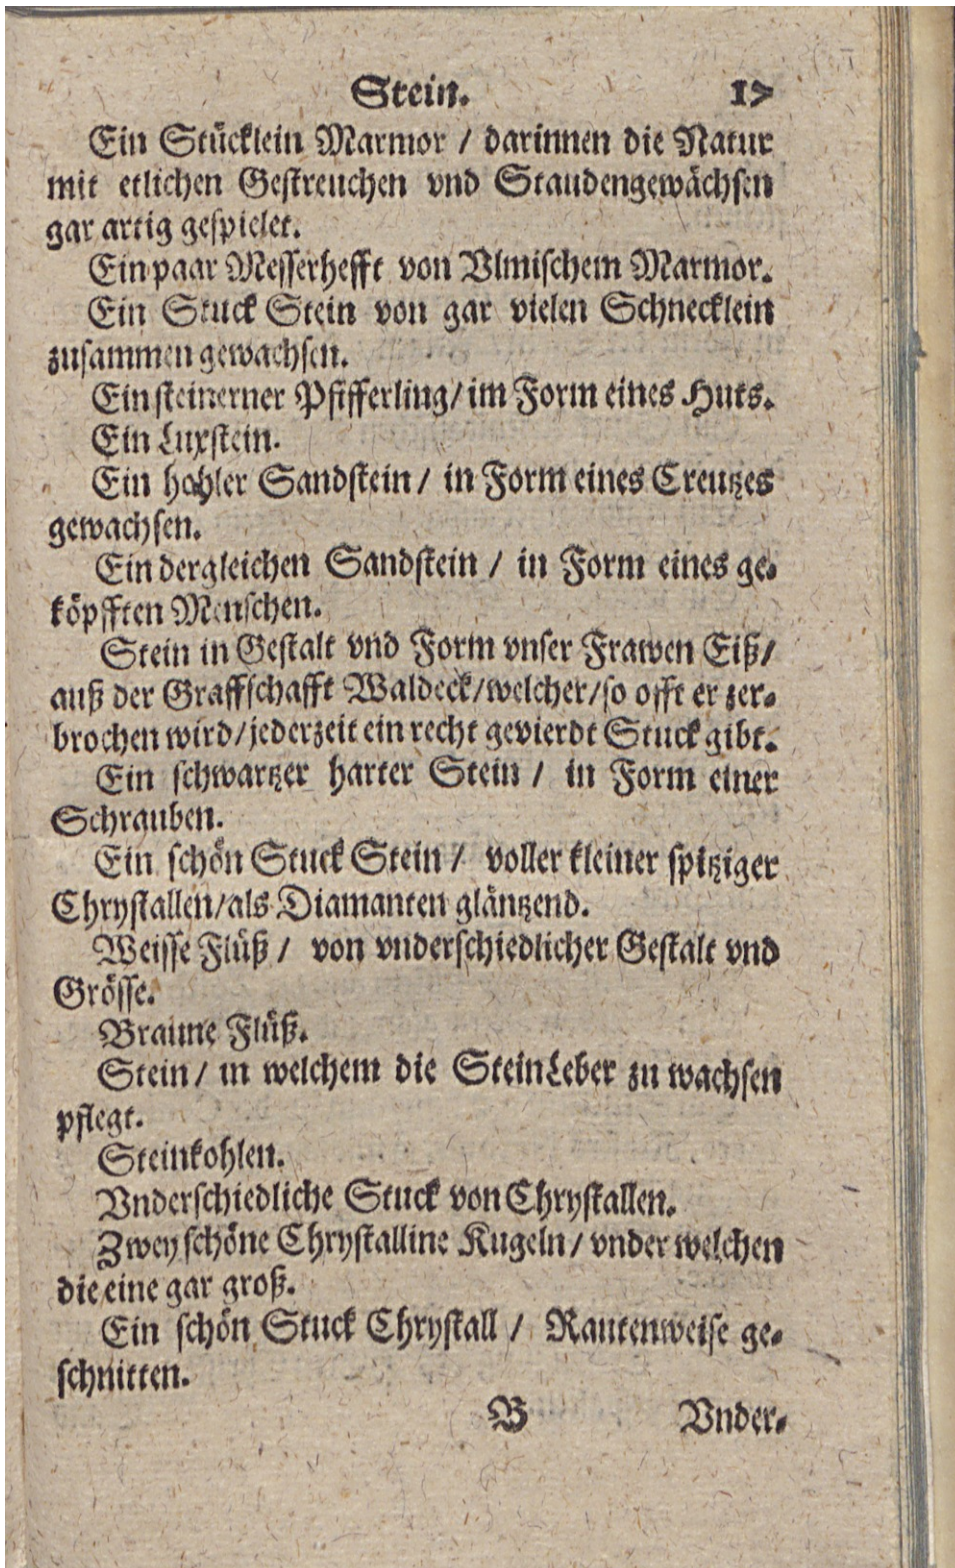 Stein. 17
Ein Stücklein Marmor / darinnen die Natur
mit etlichen Gestreuchen vnd Staudengewächsen
gar artig gespielet.
Ein paar Messerhefft von Vlmischem Marmor.
Ein Stuck Stein von gar vielen Schnecklein
zusammen gewachsen.
Ein steinerner Pfifferling / im Form eines Huts.
Ein Luxstein.
Ein hohler Sandstein / in Form eines Creutzes
gewachsen.
Ein dergleichen Sandstein / in Form eines ge-
köpfften Menschen.
Stein in Gestalt vnd Form vnser Frawen Eiß /
auß der Graffschafft Waldeck / welcher / so offt er zer-
brochen wird / jederzeit ein recht gevierdt Stuck gibt.
Ein schwartzer harter Stein / in Form einer
Schrauben.
Ein schön Stuck Stein / voller kleiner spitziger
Chrystallen / als Diamanten gläntzend.
Weisse Flüß / von vnderschiedlicher Gestalt vnd
Grösse.
Braune Flüß.
Stein / in welchem die SteinLeber zu wachsen
pflegt.
Steinkohlen.
Vnderschiedliche Stuck von Chrystallen.
Zwey schöne Chrystalline Kugeln / vnder welchen
die eine gar groß.
Ein schön Stuck Chrystall / Rautenweise ge-
schnitten.
B Vnder-